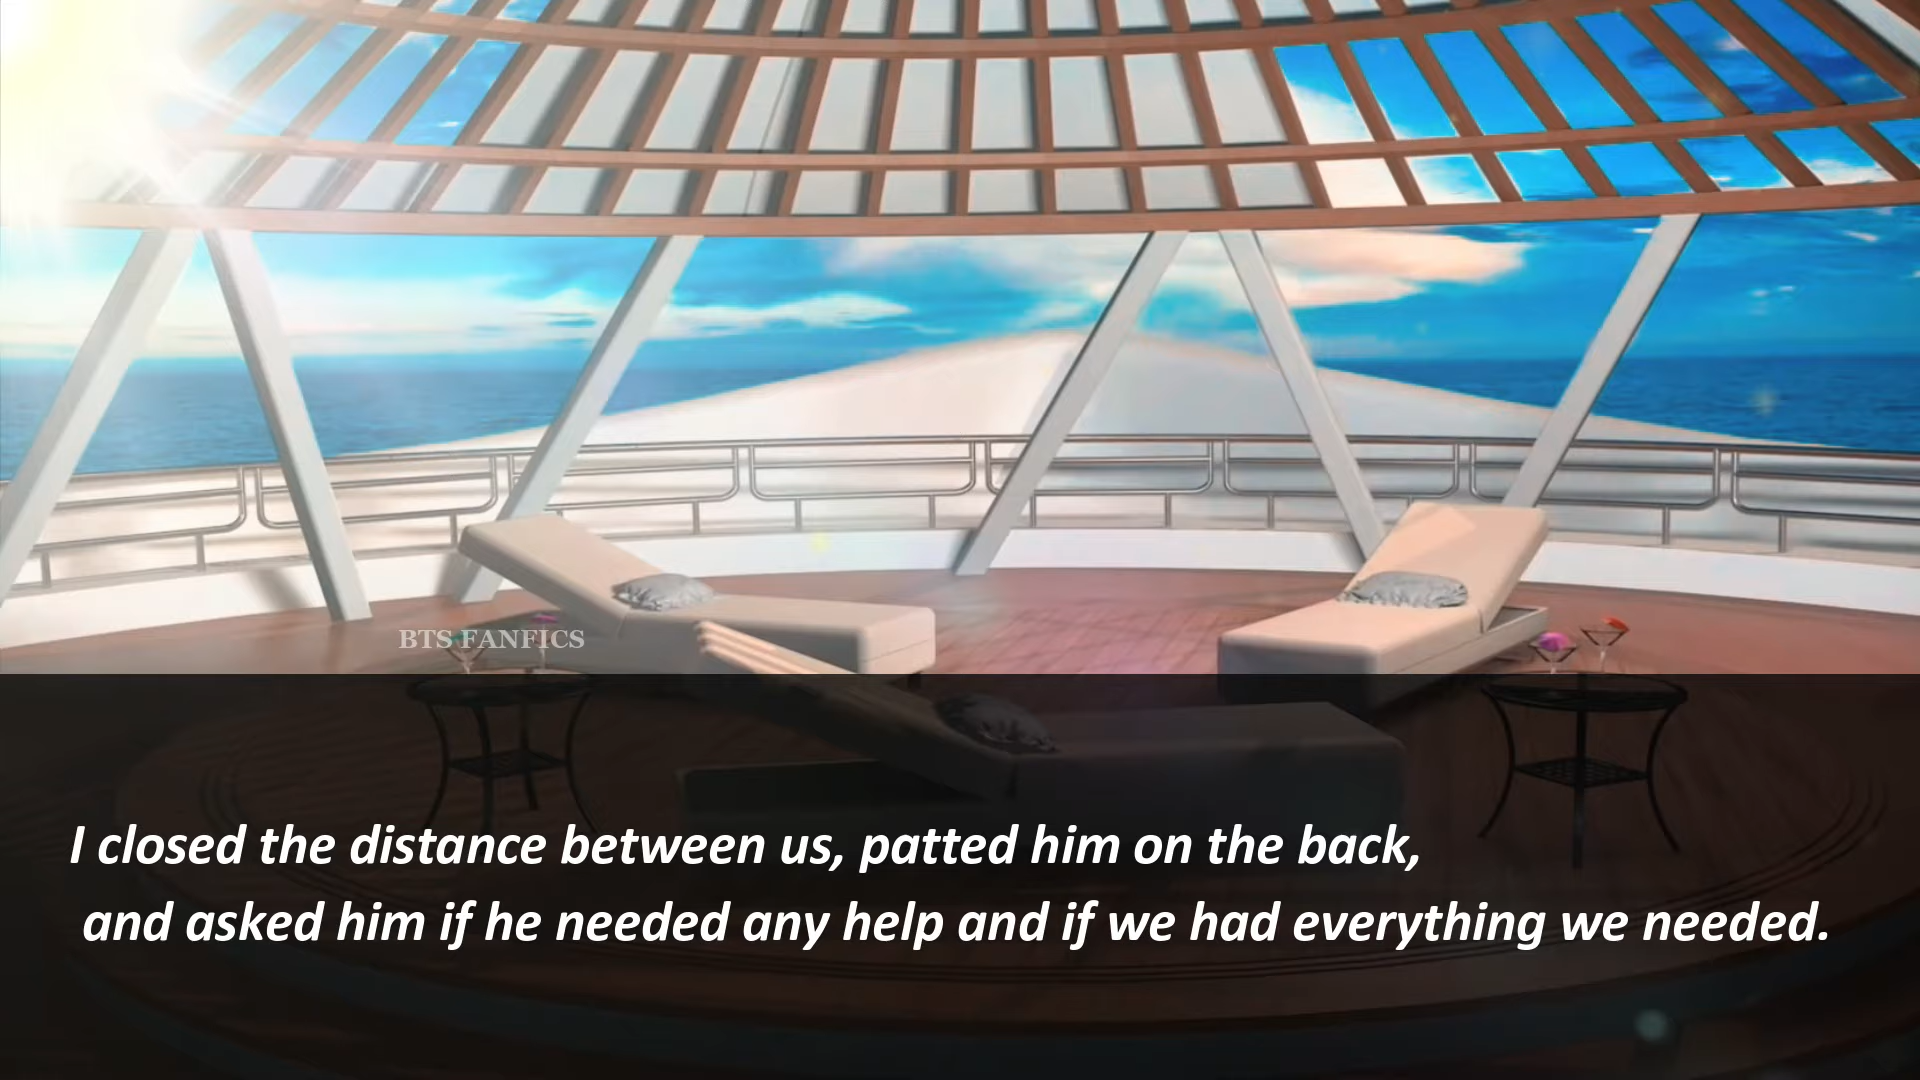 BTS FANFICS
I closed the distance between us, patted him on the back,
and asked him if he needed any help and if we had everything we needed.